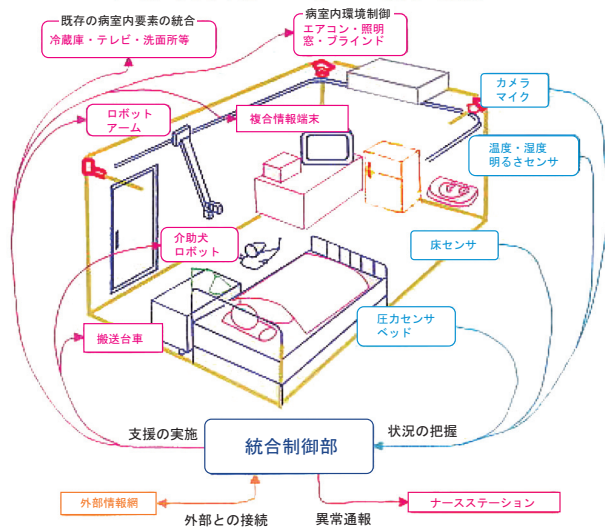 既存の病室内要素の統合
冷蔵庫・テレビ・洗面所等
病室内環境制御
エアコン・照明
窓・ブラインド
カメラ
マイク
ロボット
アーム
複合情報端末
温度・湿度
明るさセンサ
介助犬
ロボット
床センサ
搬送台車
圧力センサ
ベッド
支援の実施
統合制御部
状況の把握
外部情報網
外部との接続
異常通報
ナースステーション